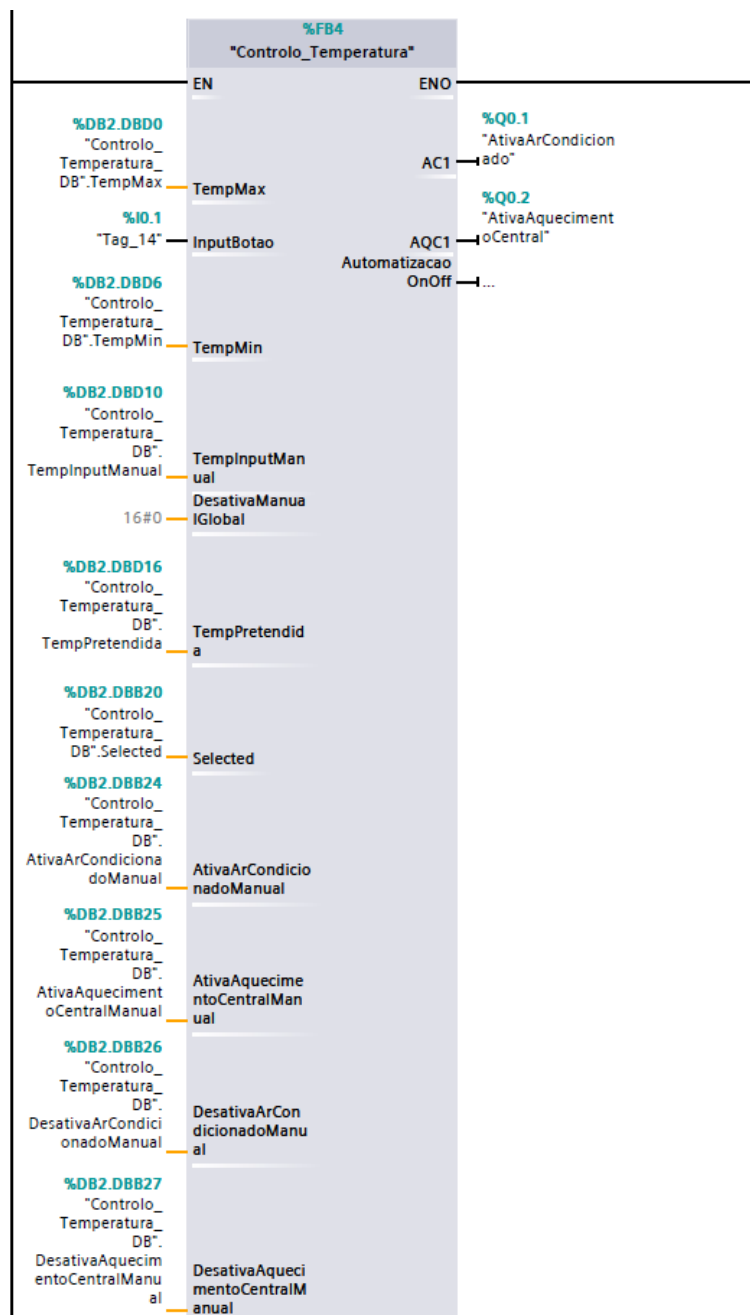 %FB4
"Controlo_Temperatura"
EN
ENO
%DB2.DBD0
"Controlo_
Temperatura_
DB".TempMax
TempMax
%Q0.1
"AtivaArCondicion
ado"
AC1
%I0.1
"Tag_14"
InputBotao
%Q0.2
"AtivaAqueciment
oCentral"
AQC1
Automatizacao
OnOff
...
%DB2.DBD6
"Controlo_
Temperatura_
DB".TempMin
TempMin
%DB2.DBD10
"Controlo_
Temperatura_
DB".
TempInputManual
TempInputMan
ual
16#0
DesativaManua
lGlobal
%DB2.DBD16
"Controlo_
Temperatura_
DB".
TempPretendida
TempPretendid
a
%DB2.DBB20
"Controlo_
Temperatura_
DB".Selected
Selected
%DB2.DBB24
"Controlo_
Temperatura_
DB".
AtivaArCondiciona
doManual
AtivaArCondicio
nadoManual
%DB2.DBB25
"Controlo_
Temperatura_
DB".
AtivaAqueciment
oCentralManual
AtivaAquecime
ntoCentralMan
ual
%DB2.DBB26
"Controlo_
Temperatura_
DB".
DesativaArCondici
onadoManual
DesativaArCon
dicionadoManu
al
%DB2.DBB27
"Controlo_
Temperatura_
DB".
DesativaAquecim
entoCentralManu
al
DesativaAqueci
mentoCentralM
anual